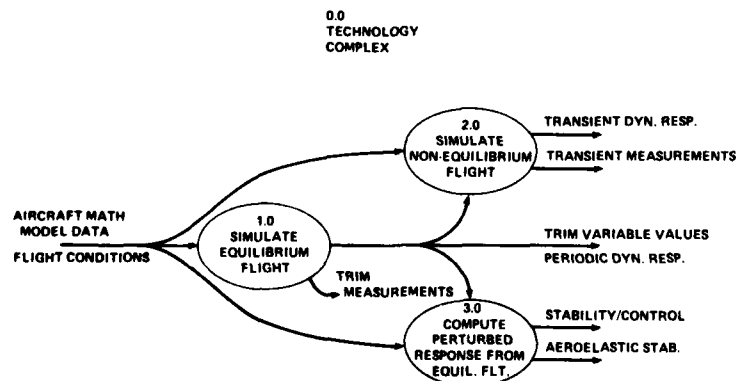 0.0
TECHNOLOGY
COMPLEX
2.0
SIMULATE
NON-EQUILIBRIUM
FLIGHT
TRANSIENT DYN. RESP.
TRANSIENT MEASUREMENTS
AIRCRAFT MATH
MODEL DATA
FLIGHT CONDITIONS
1.0
SIMULATE
EQUILIBRIUM
FLIGHT
TRIM VARIABLE VALUES
PERIODIC DYN. RESP.
TRIM
MEASUREMENTS
3.0
COMPUTE
PERTURBED
RESPONSE FROM
EQUIL. FLT.
STABILITY/CONTROL
AEROELASTIC STAB.